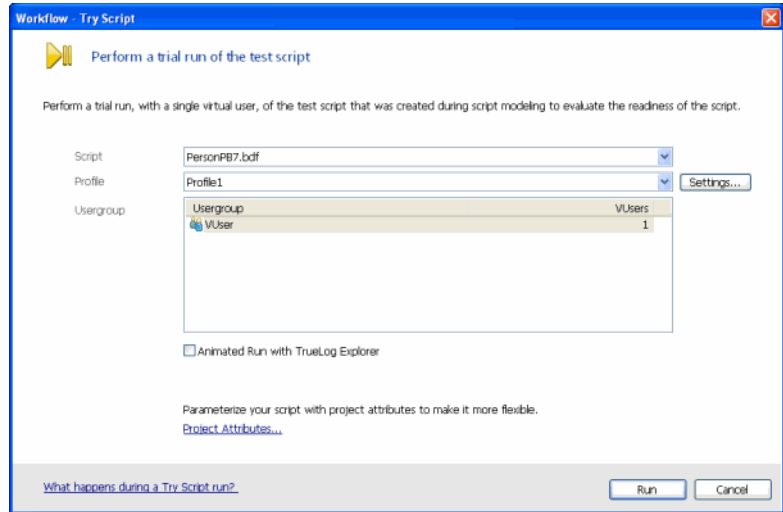 Workflow - Try Script
Perform a trial run of the test script
Perform a trial run, with a single virtual user, of the test script that was created during script modeling to evaluate the readiness of the script.
Script PersonPB7.bdf
Profile Profile1 Settings...
Usergroup Usergroup VUsers
VUser 1
Animated Run with TrueLog Explorer
Parameterize your script with project attributes to make it more flexible.
Project Attributes...
What happens during a Try Script run? Run Cancel